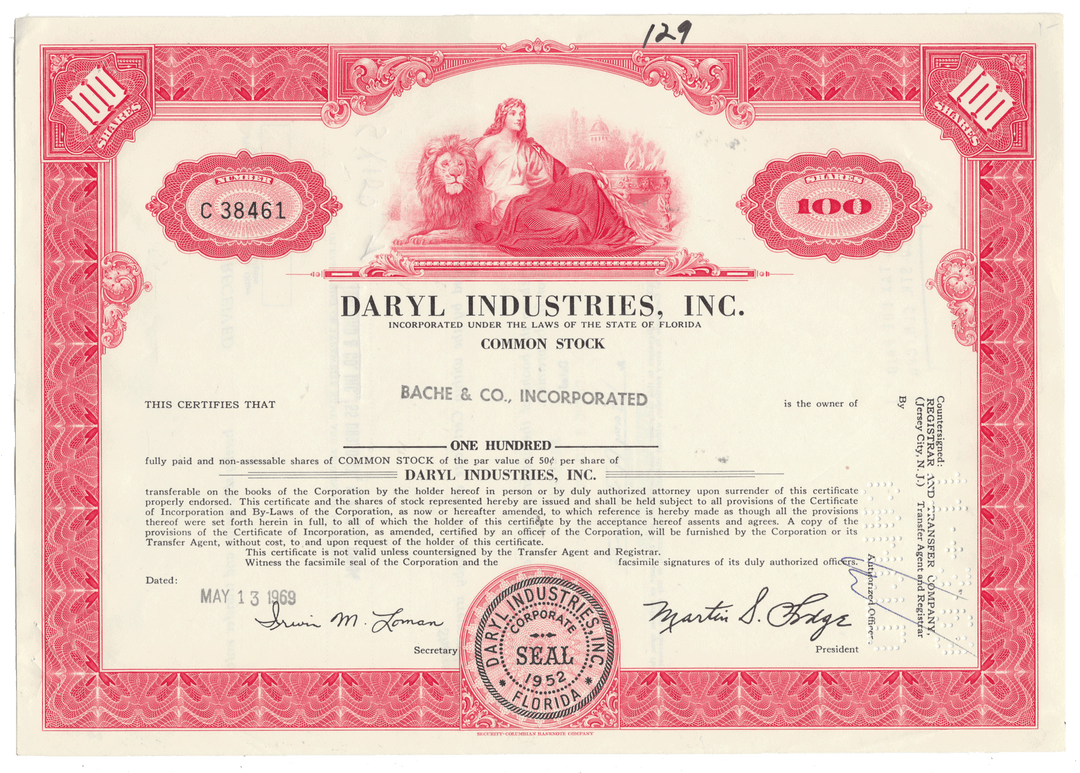 129
100
SHARES
100
SHARES
NUMBER
C 38461
SHARES
100
DARYL INDUSTRIES, INC.
INCORPORATED UNDER THE LAWS OF THE STATE OF FLORIDA
COMMON STOCK
THIS CERTIFIES THAT BACHE & CO., INCORPORATED is the owner of
ONE HUNDRED
fully paid and non-assessable shares of COMMON STOCK of the par value of 50¢ per share of
DARYL INDUSTRIES, INC.
transferable on the books of the Corporation by the holder hereof in person or by duly authorized attorney upon surrender of this certificate
properly endorsed. This certificate and the shares of stock represented hereby are issued and shall be held subject to all provisions of the Certificate
of Incorporation and By-Laws of the Corporation, as now or hereafter amended, to which reference is hereby made as though all the provisions
thereof were set forth herein in full, to all of which the holder of this certificate by the acceptance hereof assents and agrees. A copy of the
provisions of the Certificate of Incorporation, as amended, certified by an officer of the Corporation, will be furnished by the Corporation or its
Transfer Agent, without cost, to and upon request of the holder of this certificate.
This certificate is not valid unless countersigned by the Transfer Agent and Registrar.
Witness the facsimile seal of the Corporation and the facsimile signatures of its duly authorized officers.
Dated:
MAY 13 1969
Irwin M. Loman
Secretary
Martin S.
President
DARYL INDUSTRIES, INC.
CORPORATE
SEAL
1952
FLORIDA
Countersigned:
REGISTRAR AND TRANSFER COMPANY,
(Jersey City, N. J.) Transfer Agent and Registrar
By
Authorized Officer.
SECURITY-COLUMBIAN BANKNOTE COMPANY